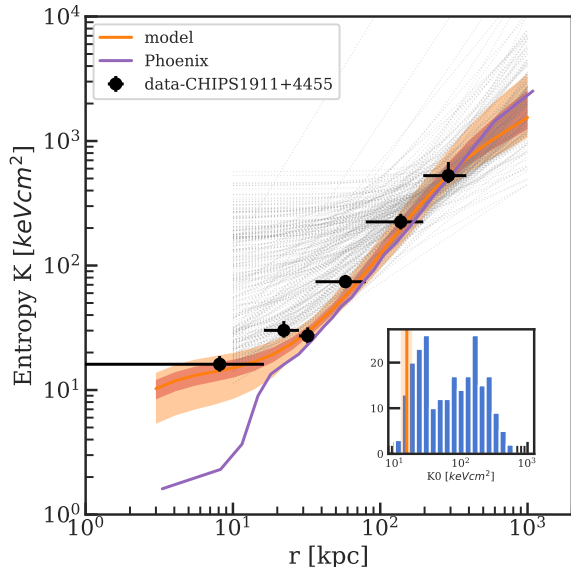 model
Phoenix
data-CHIPS1911+4455
Entropy K [keVcm²]
10⁴
10³
10²
10¹
10⁰
20
10
0
10¹ 10² 10³
K0 [keVcm²]
10⁰ 10¹ 10² 10³
r [kpc]